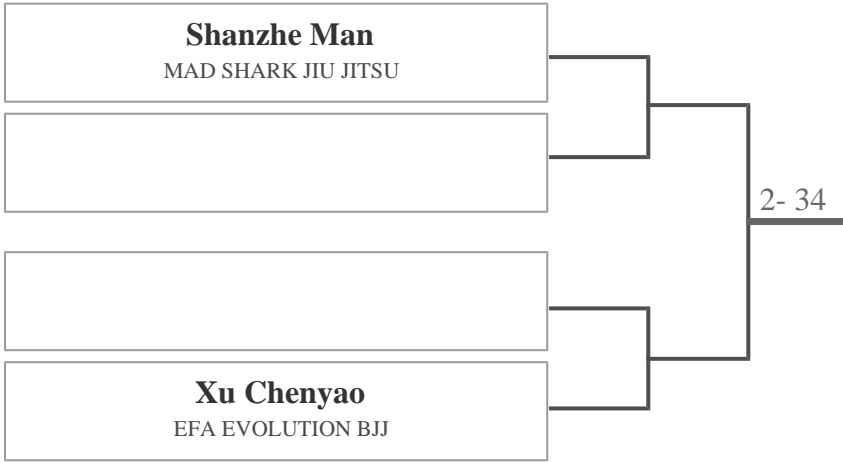 Shanzhe Man
MAD SHARK JIU JITSU
2- 34
Xu Chenyao
EFA EVOLUTION BJJ